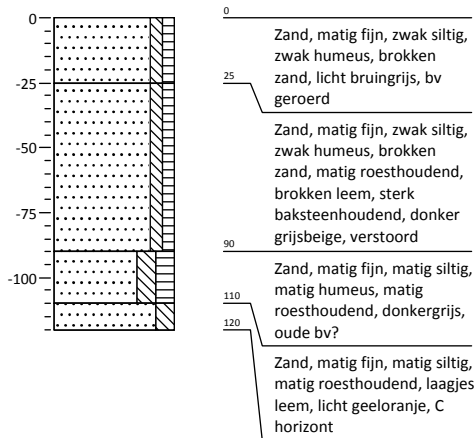 0
-25
-50
-75
-100
0
Zand, matig fijn, zwak siltig,
zwak humeus, brokken
zand, licht bruingrijs, bv
geroerd
25
Zand, matig fijn, zwak siltig,
zwak humeus, brokken
zand, matig roesthoudend,
brokken leem, sterk
baksteenhoudend, donker
grijsbeige, verstoord
90
Zand, matig fijn, matig siltig,
matig humeus, matig
roesthoudend, donkergrijs,
oude bv?
110
120
Zand, matig fijn, matig siltig,
matig roesthoudend, laagjes
leem, licht geeloranje, C
horizont